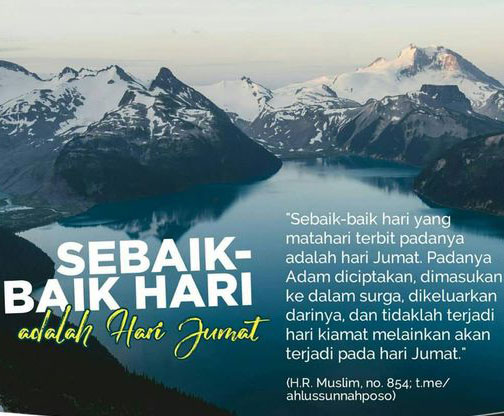 SEBAIK-
BAIK HARI
adalah Hari Jumat
"Sebaik-baik hari yang
matahari terbit padanya
adalah hari Jumat. Padanya
Adam diciptakan, dimasukan
ke dalam surga, dikeluarkan
darinya, dan tidaklah terjadi
hari kiamat melainkan akan
terjadi pada hari Jumat."
(H.R. Muslim, no. 854; t.me/
ahlussunnahposo)